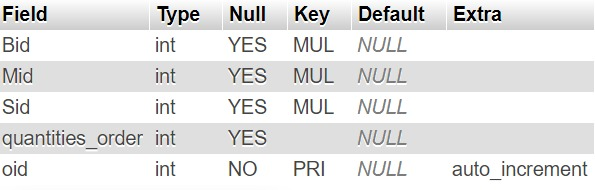 Field Type Null Key Default Extra
Bid int YES MUL NULL
Mid int YES MUL NULL
Sid int YES MUL NULL
quantities_order int YES NULL
oid int NO PRI NULL auto_increment